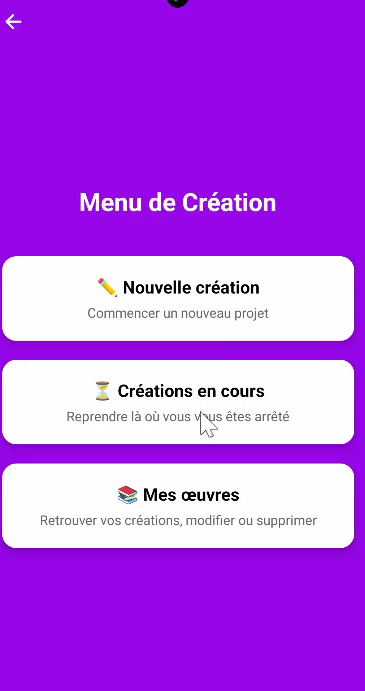 Menu de Création
Nouvelle création
Commencer un nouveau projet
Créations en cours
Reprendre là où vous vous êtes arrêté
Mes œuvres
Retrouver vos créations, modifier ou supprimer